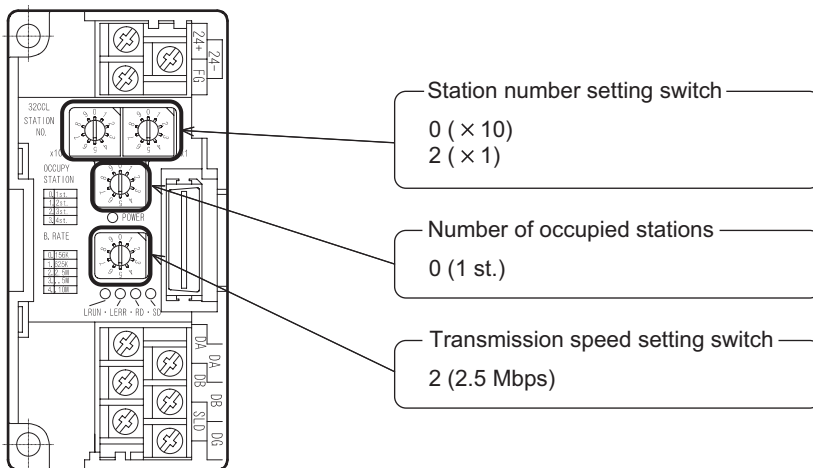 24+
24-
FG
32CCL
STATION
NO.
OCCUPY
STATION
0.1st.
1.2st.
2.3st.
3.4st.
POWER
B. RATE
0.156K
1.625K
2.2.5M
3.5M
4.10M
LRUN・LERR・RD・SD
DA
DA
DB
DB
SLD
DG
Station number setting switch
0 ( × 10)
2 ( × 1)
Number of occupied stations
0 (1 st.)
Transmission speed setting switch
2 (2.5 Mbps)